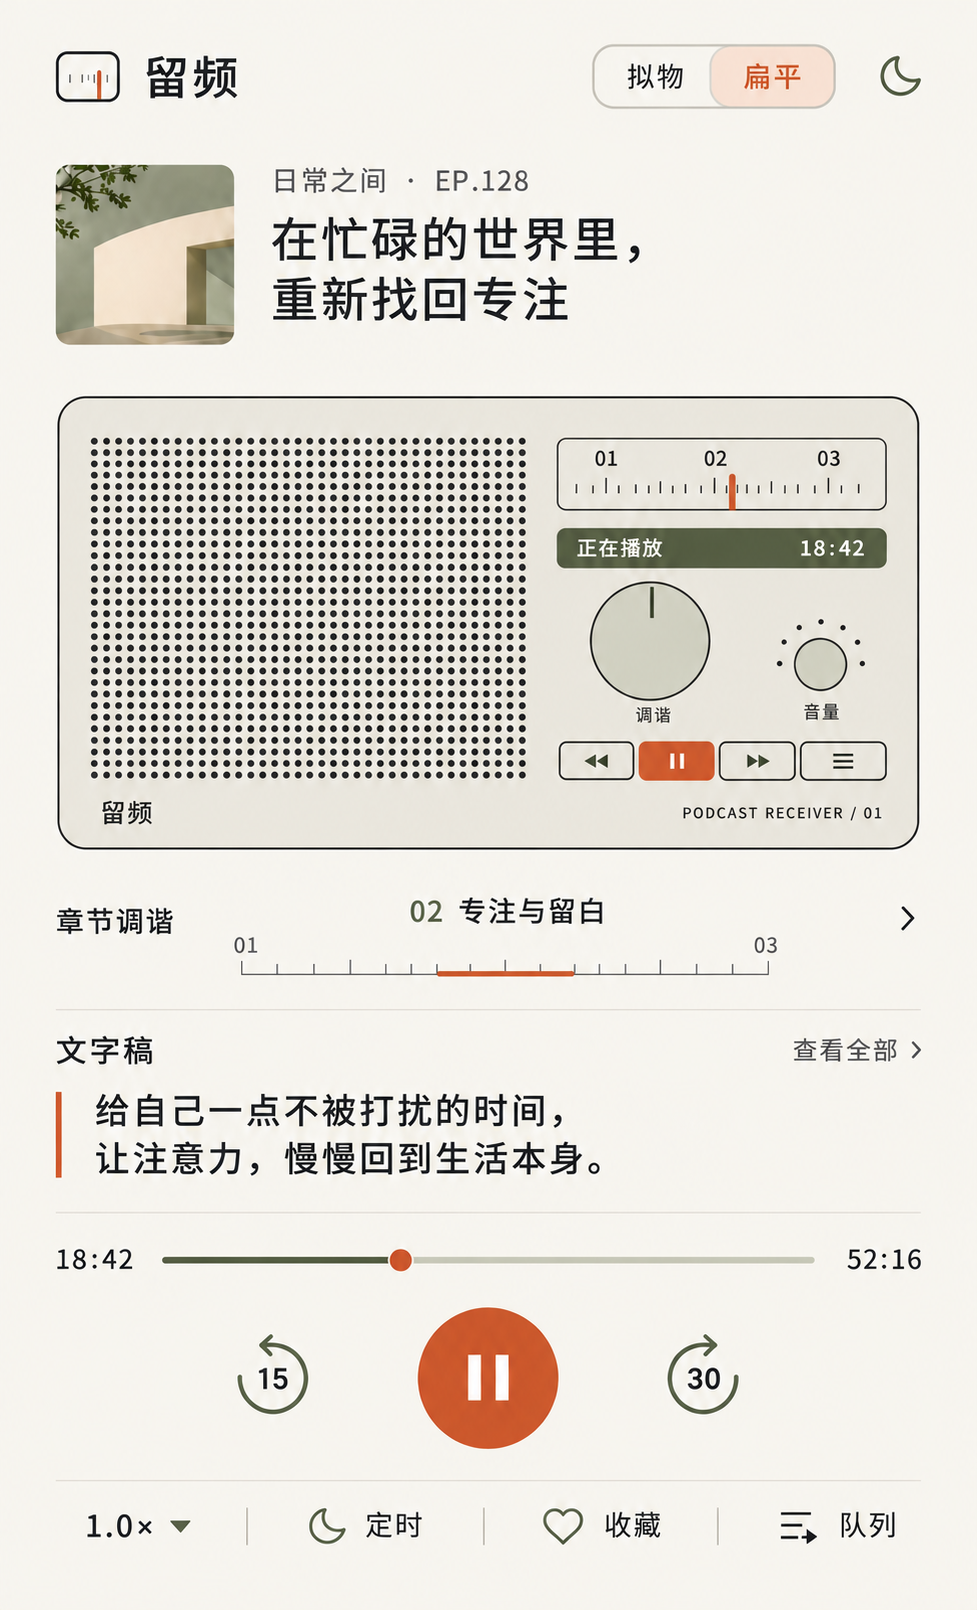 留频
拟物 扁平
日常之间 · EP.128
在忙碌的世界里，
重新找回专注
01 02 03
正在播放 18:42
调谐
音量
留频
PODCAST RECEIVER / 01
章节调谐
02 专注与留白
01 03
文字稿
查看全部
给自己一点不被打扰的时间，
让注意力，慢慢回到生活本身。
18:42 52:16
15 30
1.0× 定时 收藏 队列